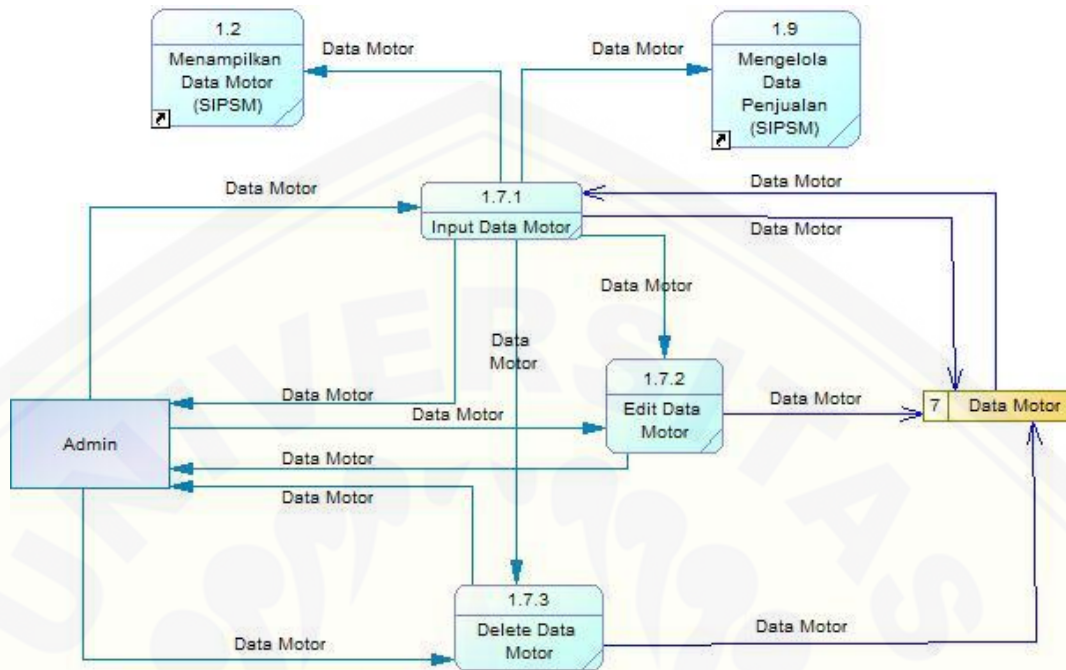 1.2
Menampilkan
Data Motor
(SIPSM)
Data Motor
Data Motor
1.9
Mengelola
Data
Penjualan
(SIPSM)
Data Motor
Data Motor
1.7.1
Input Data Motor
Data Motor
Data Motor
Data
Motor
1.7.2
Edit Data
Motor
Data Motor
7 Data Motor
Data Motor
Data Motor
Admin
Data Motor
Data Motor
1.7.3
Delete Data
Motor
Data Motor
Data Motor
UNIVERSITAS